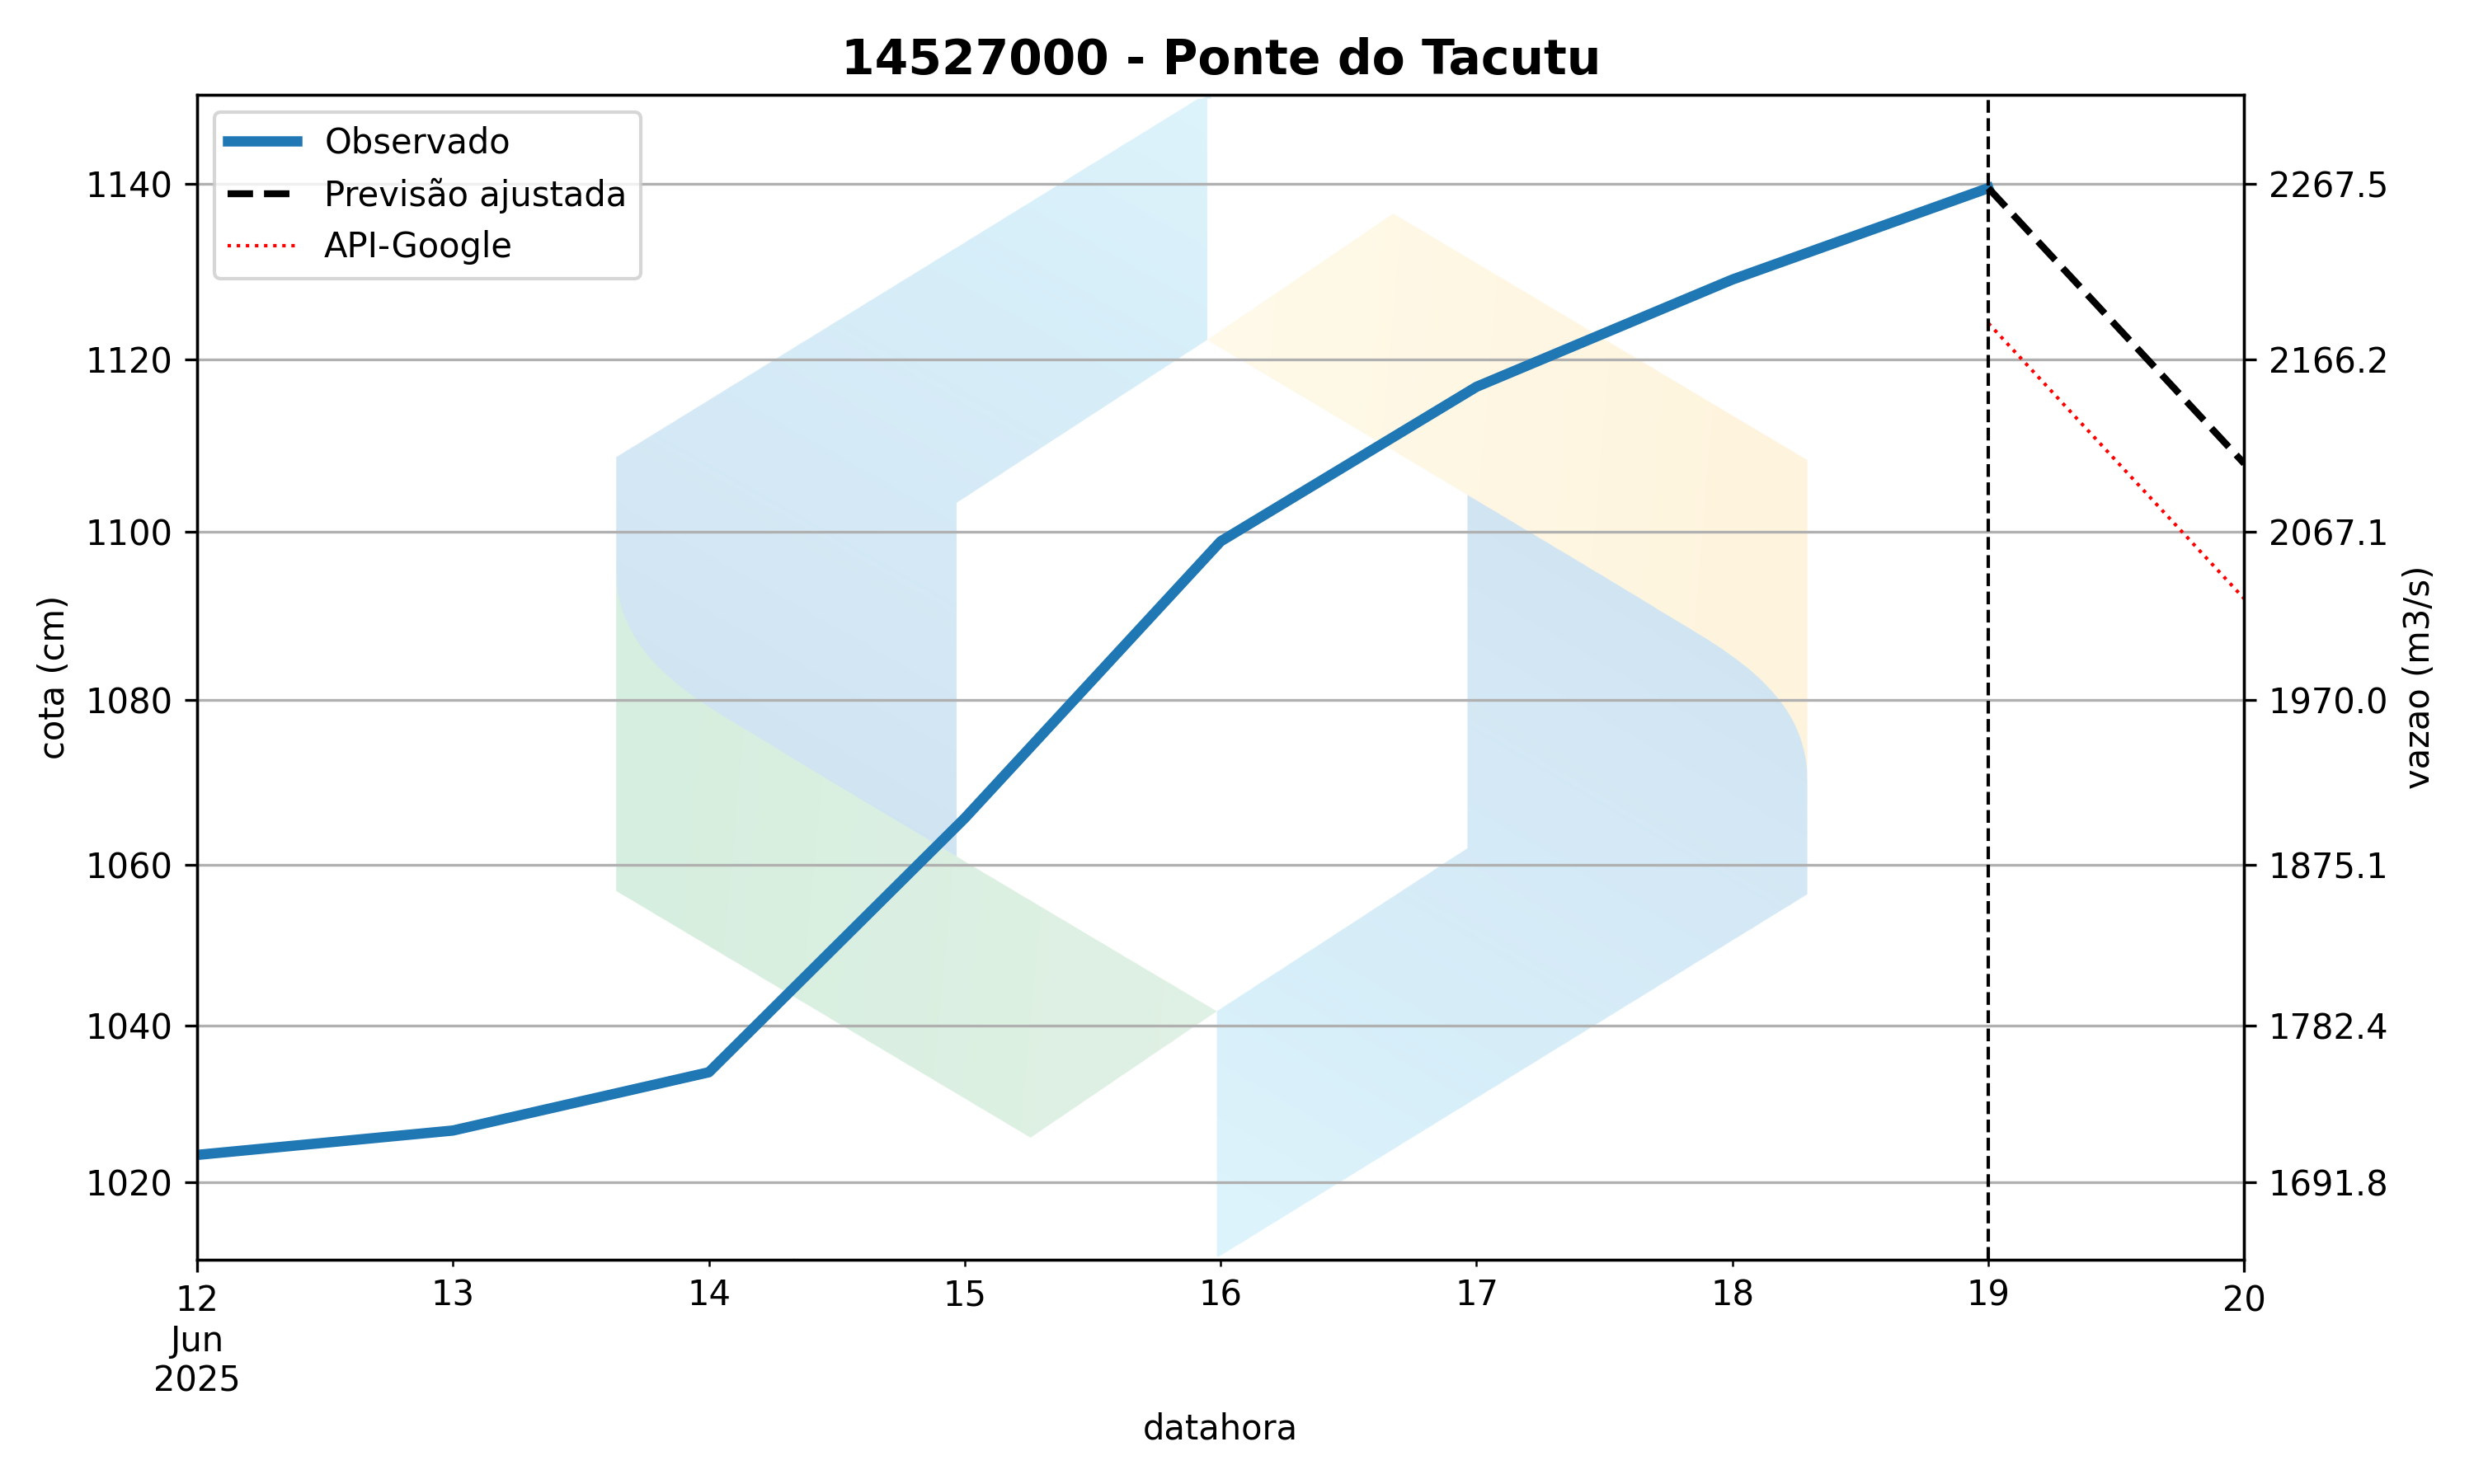 14527000 - Ponte do Tacutu
Observado
Previsão ajustada
API-Google
1140
1120
1100
1080
1060
1040
1020
cota (cm)
2267.5
2166.2
2067.1
1970.0
1875.1
1782.4
1691.8
vazao (m3/s)
12 13 14 15 16 17 18 19 20
Jun
2025
datahora